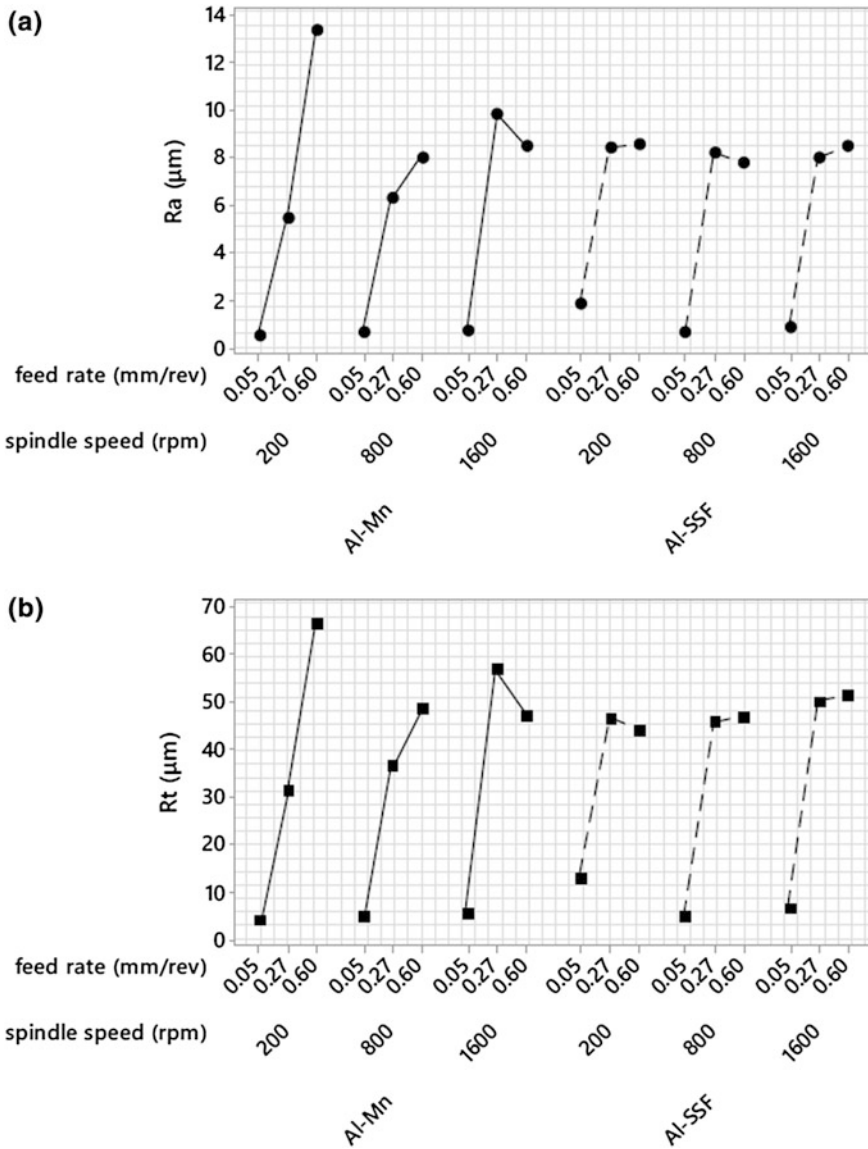 (a)
14
12
10
8
6
4
2
0
Ra (μm)
feed rate (mm/rev)
0.05 0.27 0.60 0.05 0.27 0.60 0.05 0.27 0.60 0.05 0.27 0.60 0.05 0.27 0.60 0.05 0.27 0.60
spindle speed (rpm)
200 800 1600 200 800 1600
Al-Mn Al-SSF
(b)
70
60
50
40
30
20
10
0
Rt (μm)
feed rate (mm/rev)
0.05 0.27 0.60 0.05 0.27 0.60 0.05 0.27 0.60 0.05 0.27 0.60 0.05 0.27 0.60 0.05 0.27 0.60
spindle speed (rpm)
200 800 1600 200 800 1600
Al-Mn Al-SSF